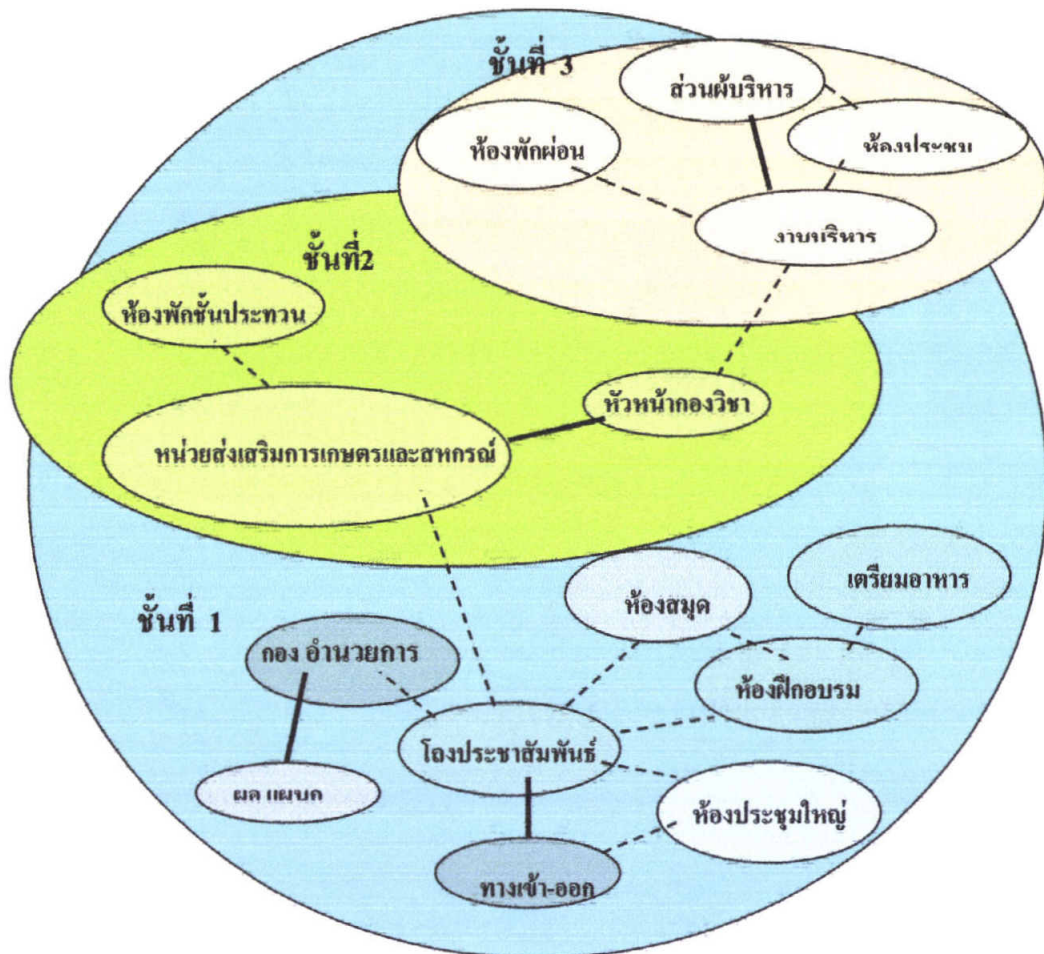 ชั้นที่ 3
ส่วนผู้บริหาร
ห้องประชุม
ห้องพักผ่อน
งานบริหาร
ชั้นที่2
ห้องพักชั้นประทวน
หัวหน้ากองวิชา
หน่วยส่งเสริมการเกษตรและสหกรณ์
ชั้นที่ 1
เตรียมอาหาร
ห้องสมุด
กอง อำนวยการ
ห้องฝึกอบรม
โถงประชาสัมพันธ์
ห้องประชุมใหญ่
ทางเข้า-ออก